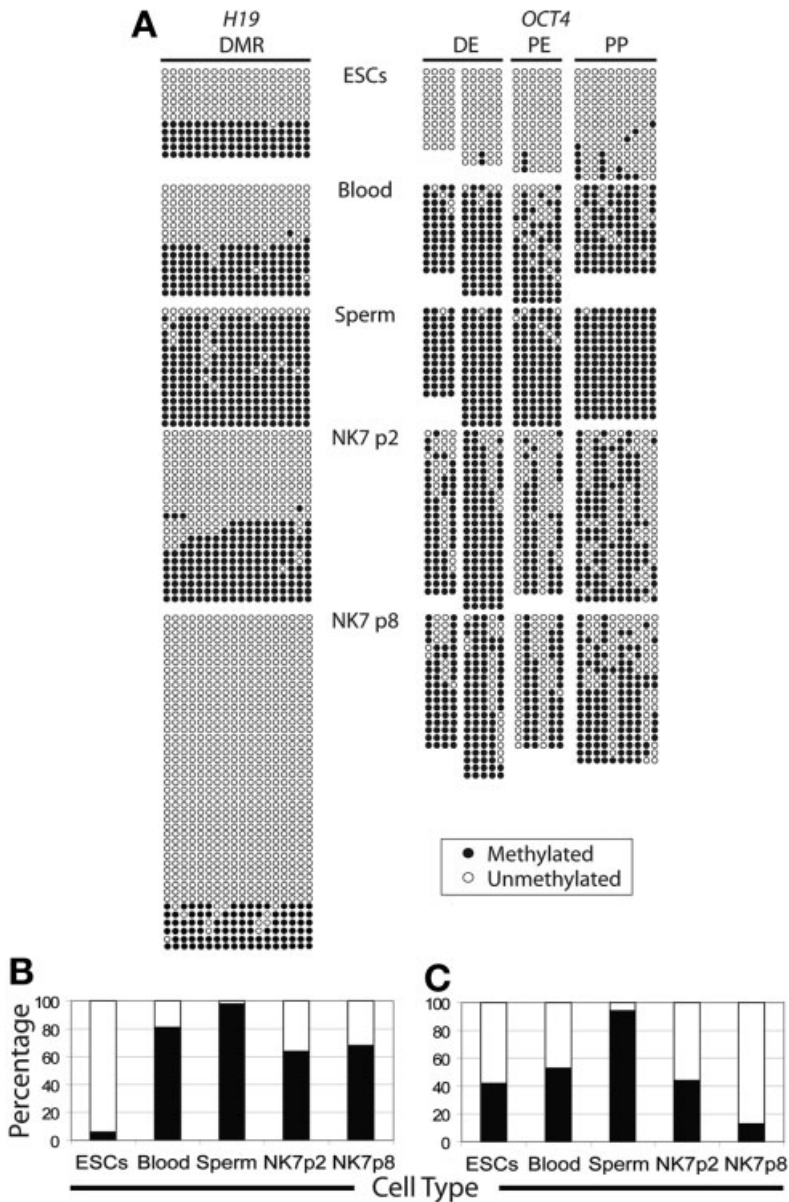 A
H19
OCT4
DMR
DE
PE
PP
ESCs
Blood
Sperm
NK7 p2
NK7 p8
Methylated
Unmethylated
B
C
Percentage
100
80
60
40
20
0
100
80
60
40
20
0
ESCs Blood Sperm NK7p2 NK7p8
ESCs Blood Sperm NK7p2 NK7p8
Cell Type